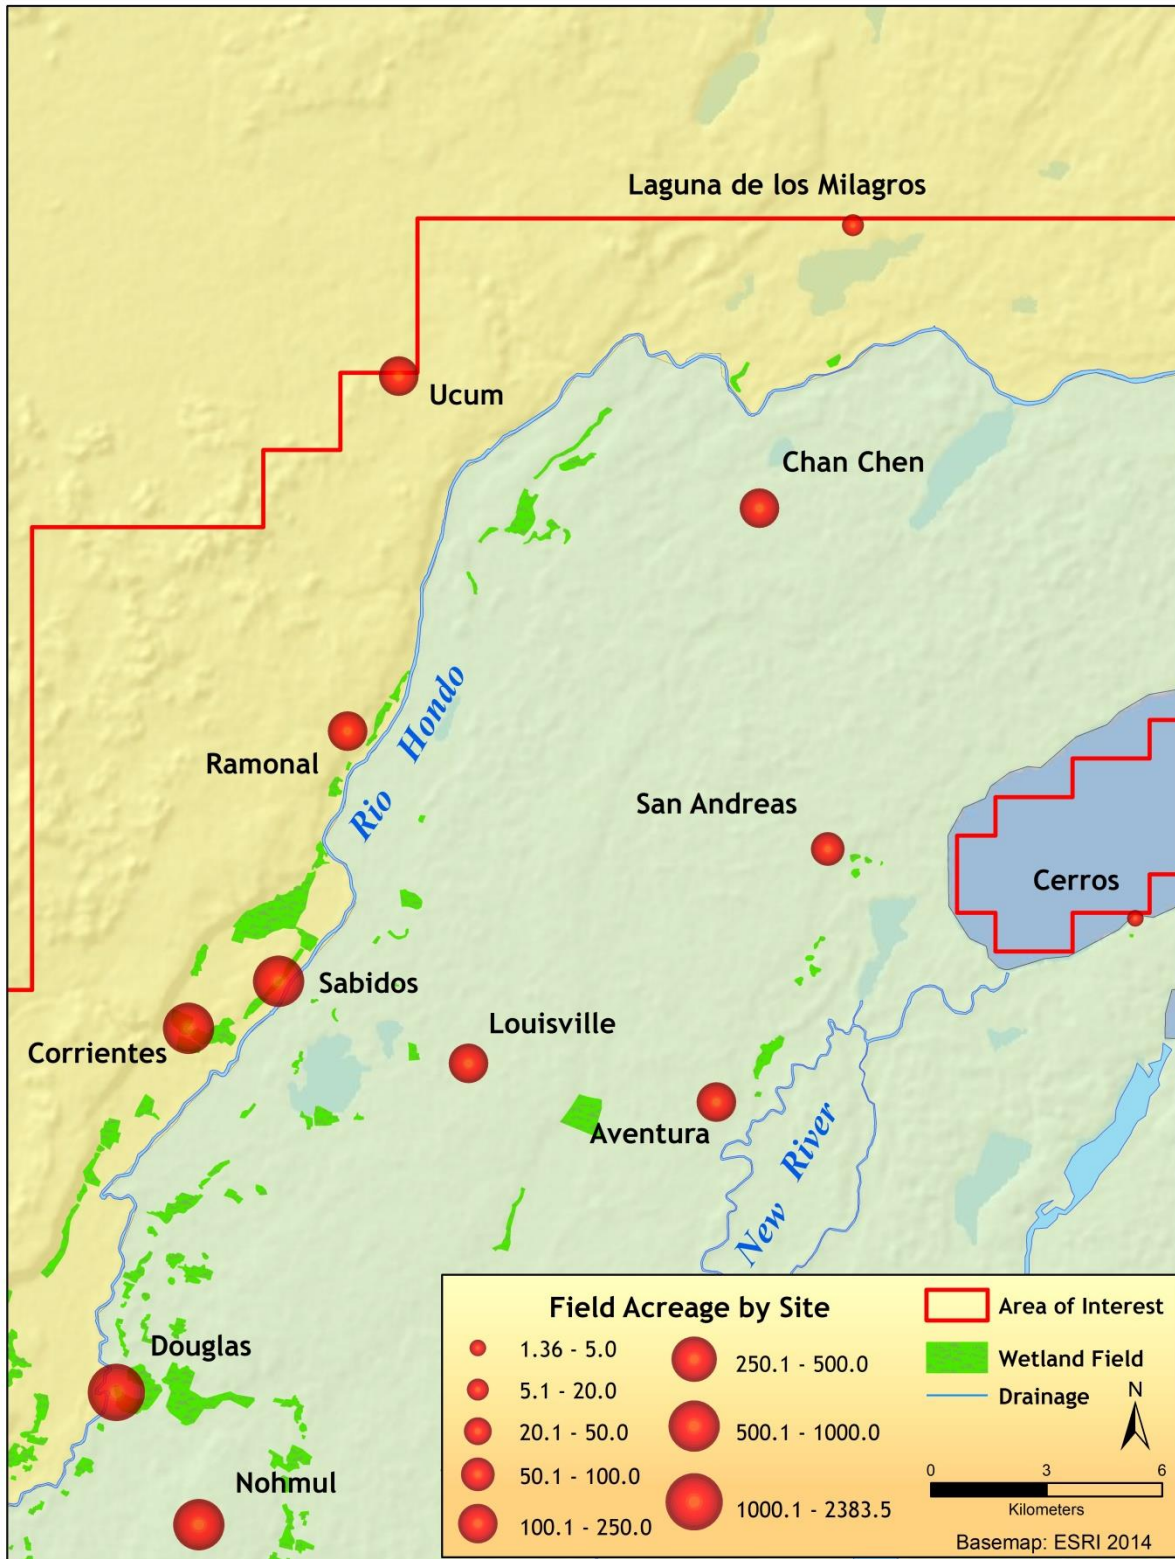 Laguna de los Milagros
Ucum
Chan Chen
Rio Hondo
Ramonal
San Andreas
Cerros
Sabidos
Louisville
Corrientes
Aventura
New River
Douglas
Nohmul
Field Acreage by Site
1.36 - 5.0
5.1 - 20.0
20.1 - 50.0
50.1 - 100.0
100.1 - 250.0
250.1 - 500.0
500.1 - 1000.0
1000.1 - 2383.5
Area of Interest
Wetland Field
Drainage
N
0 3 6
Kilometers
Basemap: ESRI 2014